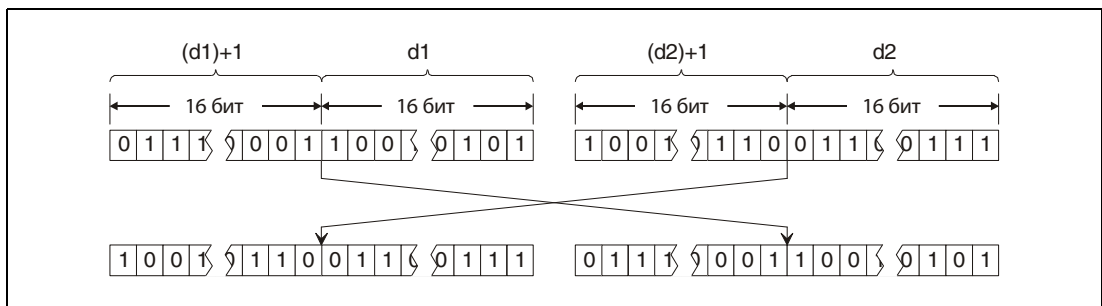 (d1)+1 d1 (d2)+1 d2
16 бит 16 бит 16 бит 16 бит
0 1 1 1 0 0 1 1 0 0 0 1 0 1 1 0 0 1 1 1 0 0 1 1 0 1 1 1
1 0 0 1 1 1 0 0 1 1 0 1 1 1 0 1 1 1 0 0 1 1 0 0 0 1 0 1